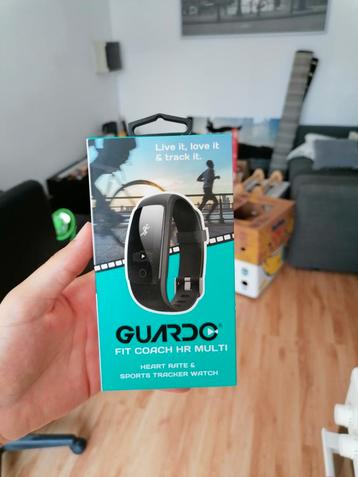 Live it, love it
& track it.
GUARDO
FIT COACH HR MULTI
HEART RATE &
SPORTS TRACKER WATCH